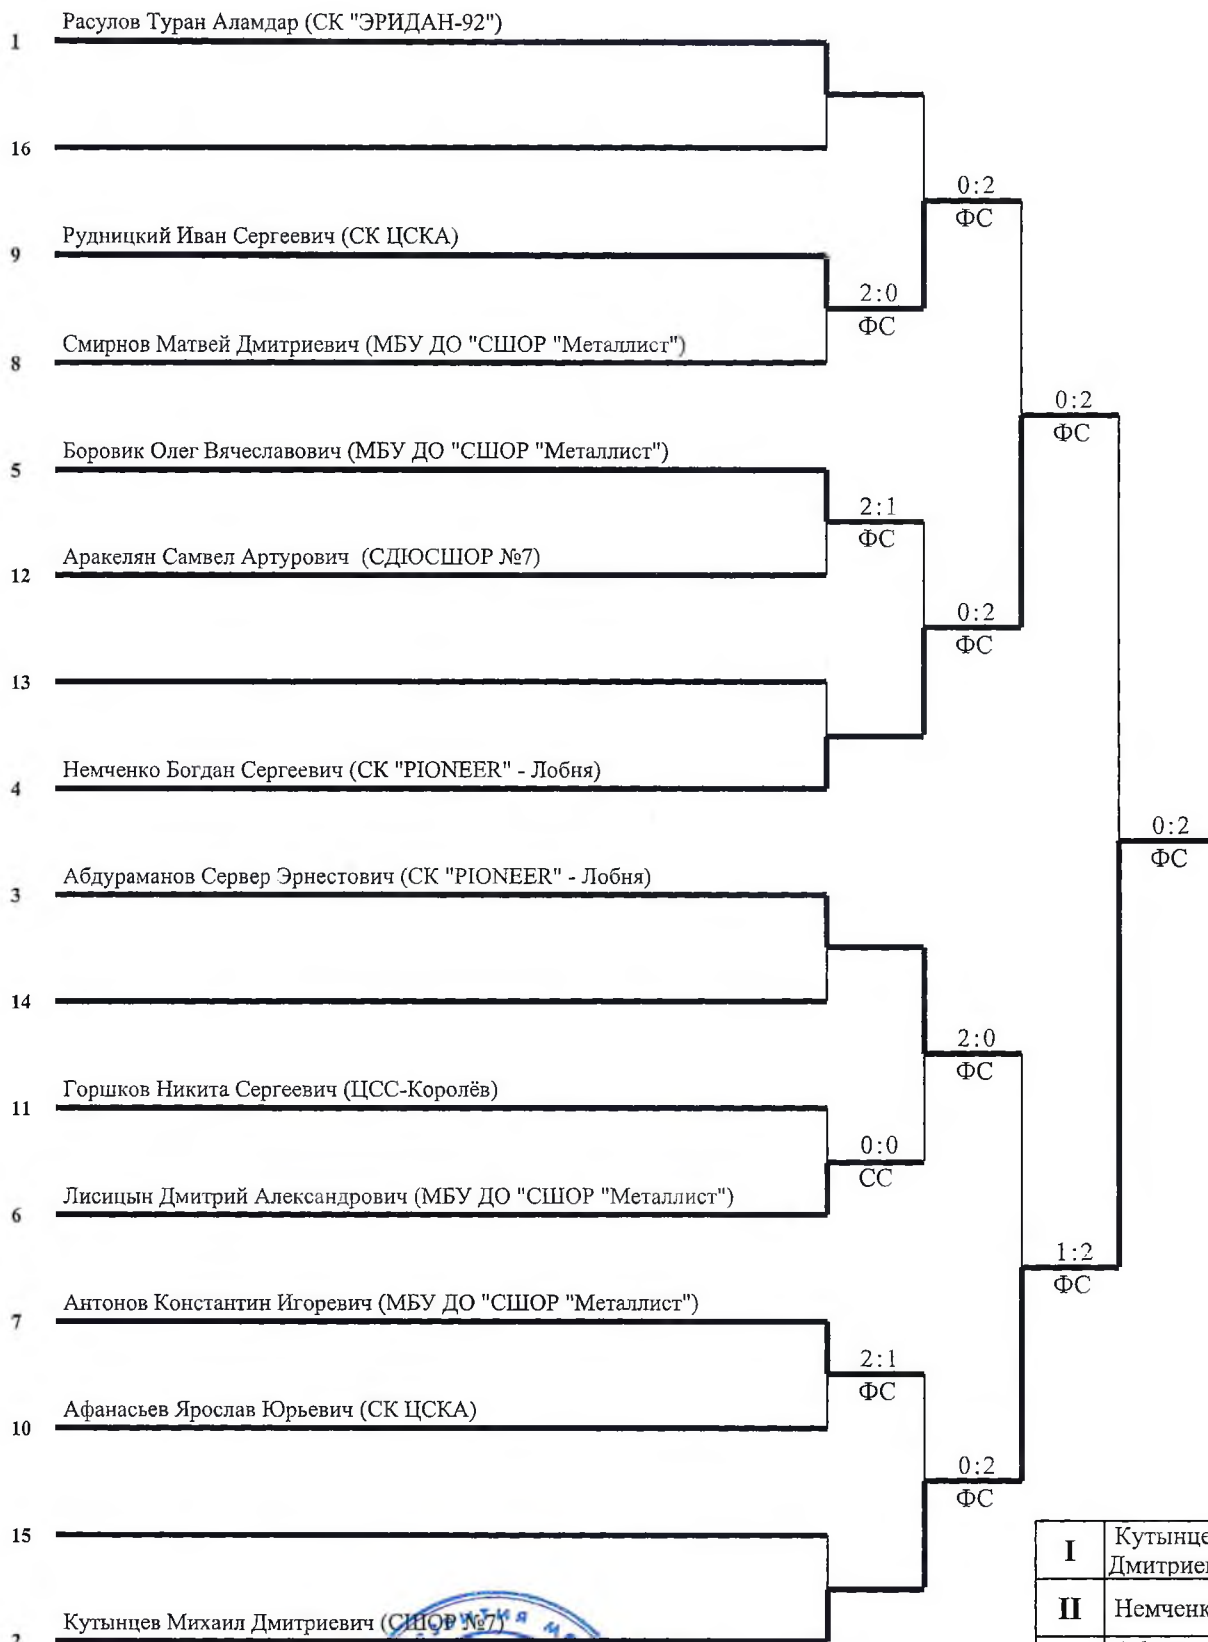 Расулов Туран Аламдар (СК "ЭРИДАН-92")
1
16
0:2
ФС
Рудницкий Иван Сергеевич (СК ЦСКА)
9
2:0
ФС
Смирнов Матвей Дмитриевич (МБУ ДО "СШОР "Металлист")
8
0:2
ФС
Боровик Олег Вячеславович (МБУ ДО "СШОР "Металлист")
5
2:1
ФС
Аракелян Самвел Артурович (СДЮСШОР №7)
12
0:2
ФС
13
Немченко Богдан Сергеевич (СК "PIONEER" - Лобня)
4
0:2
ФС
Абдураманов Сервер Эрнестович (СК "PIONEER" - Лобня)
3
14
2:0
ФС
Горшков Никита Сергеевич (ЦСС-Королёв)
11
0:0
СС
Лисицын Дмитрий Александрович (МБУ ДО "СШОР "Металлист")
6
1:2
ФС
Антонов Константин Игоревич (МБУ ДО "СШОР "Металлист")
7
2:1
ФС
Афанасьев Ярослав Юрьевич (СК ЦСКА)
10
0:2
ФС
15
I
Кутынце
Дмитрие
II Немченк
Кутынцев Михаил Дмитриевич (СШОР №7)
2